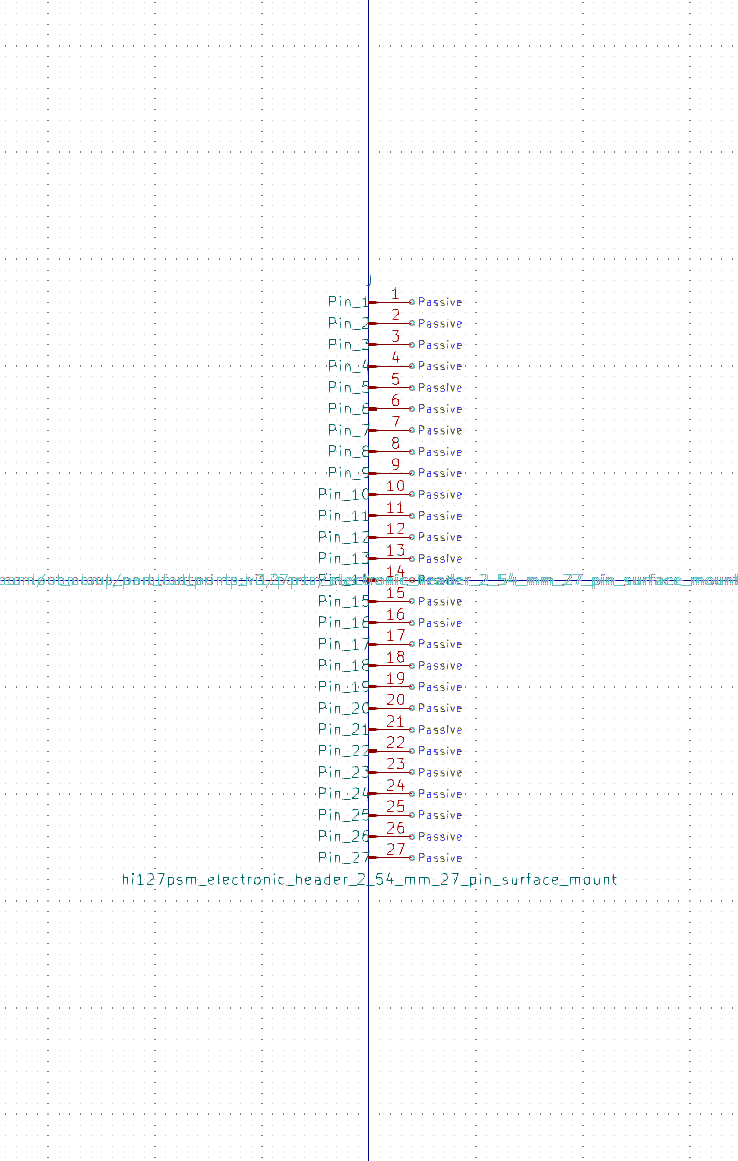 J
Pin_1 1 Passive
Pin_2 2 Passive
Pin_3 3 Passive
Pin_4 4 Passive
Pin_5 5 Passive
Pin_6 6 Passive
Pin_7 7 Passive
Pin_8 8 Passive
Pin_9 9 Passive
Pin_10 10 Passive
Pin_11 11 Passive
Pin_12 12 Passive
Pin_13 13 Passive
14
Pin_15 15 Passive
Pin_16 16 Passive
Pin_17 17 Passive
Pin_18 18 Passive
Pin_19 19 Passive
Pin_20 20 Passive
Pin_21 21 Passive
Pin_22 22 Passive
Pin_23 23 Passive
Pin_24 24 Passive
Pin_25 25 Passive
Pin_26 26 Passive
Pin_27 27 Passive
hi127psm_electronic_header_2_54_mm_27_pin_surface_mount